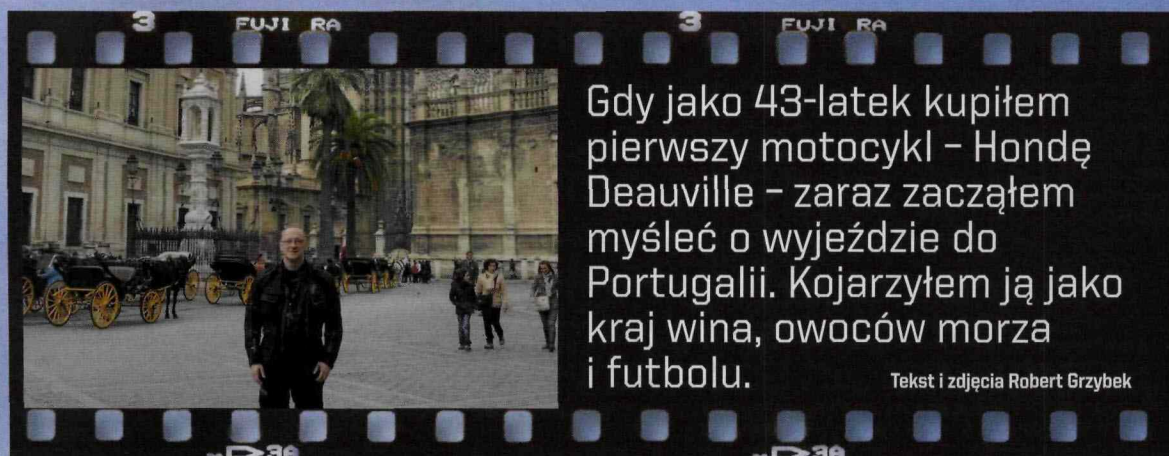 3 FUJI RA 3 FUJI RA
Gdy jako 43-latek kupiłem
pierwszy motocykl – Hondę
Deauville – zaraz zacząłem
myśleć o wyjeździe do
Portugalii. Kojarzyłem ją jako
kraj wina, owoców morza
i futbolu.
Tekst i zdjęcia Robert Grzybek